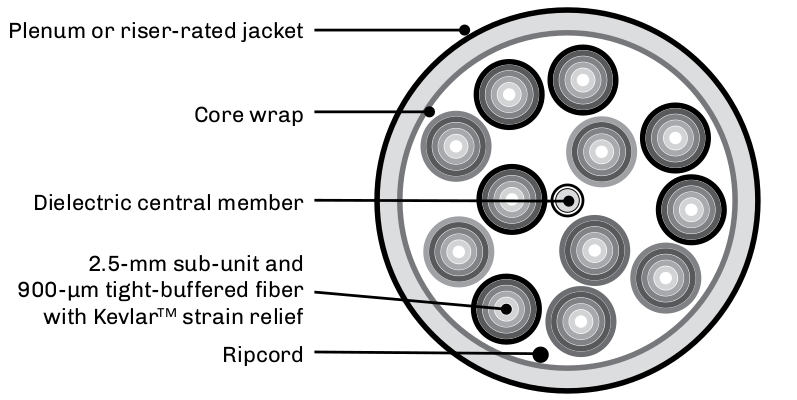 Plenum or riser-rated jacket
Core wrap
Dielectric central member
2.5-mm sub-unit and
900-µm tight-buffered fiber
with Kevlar™ strain relief
Ripcord